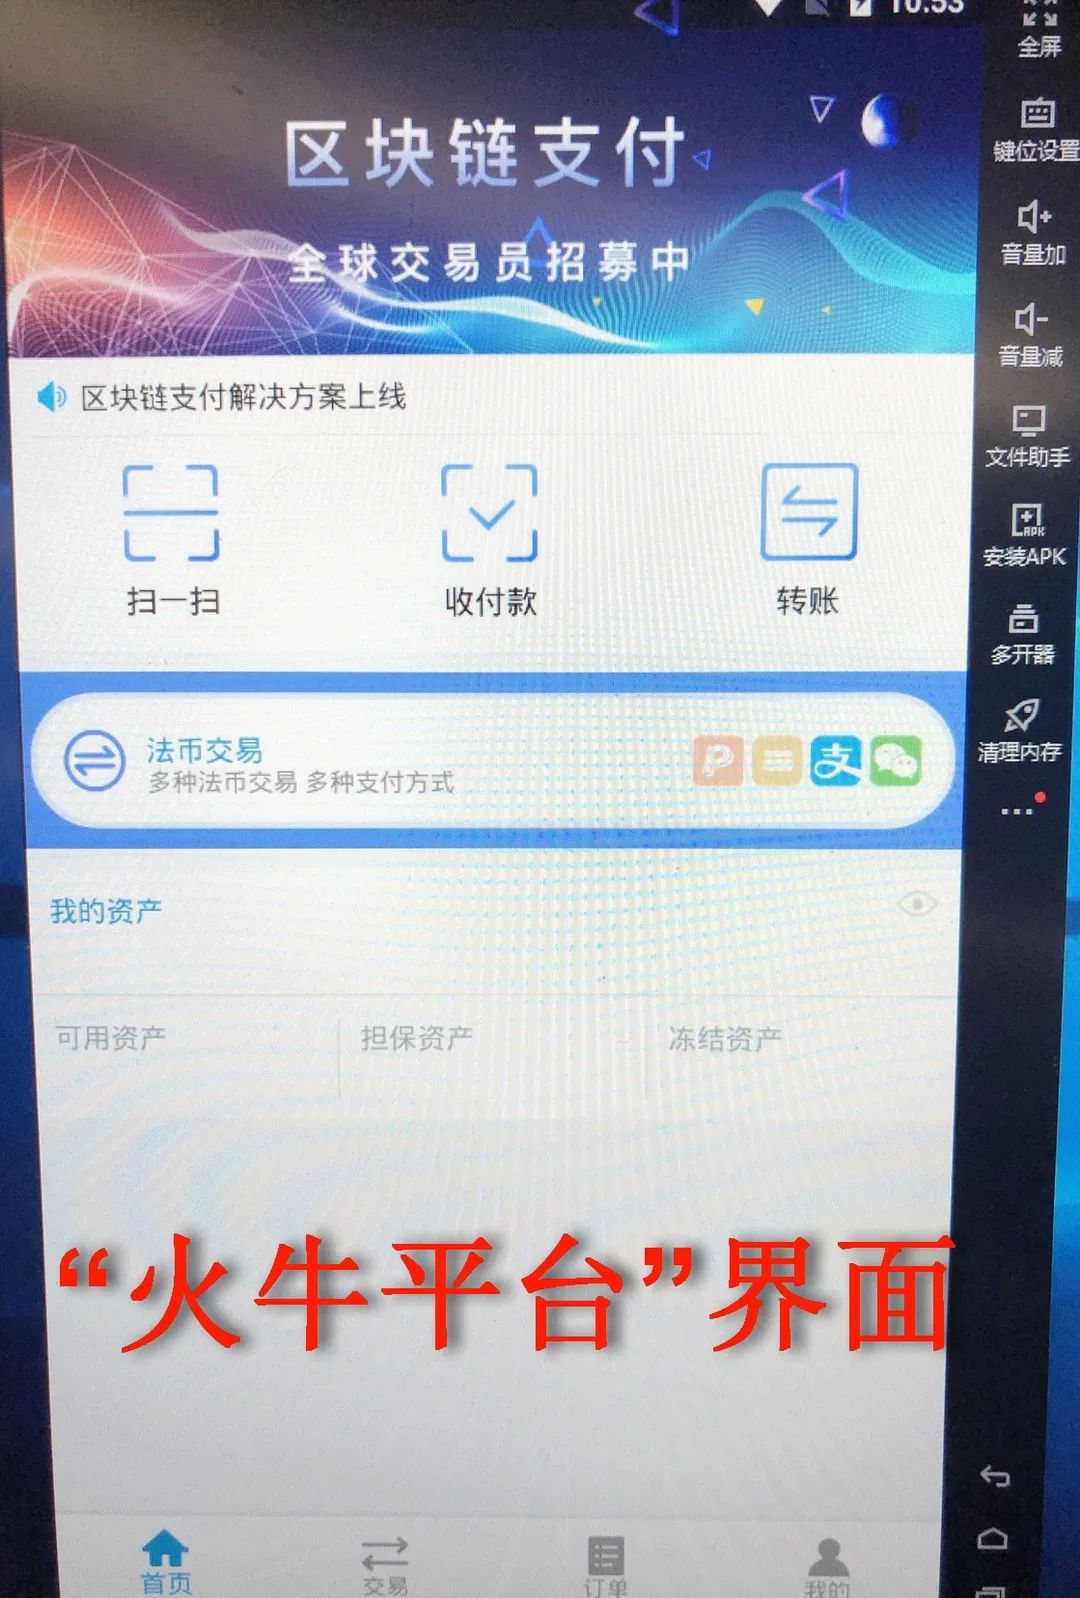 10:53
全屏
区块链支付
全球交易员招募中
键位设置
音量加
音量减
区块链支付解决方案上线
文件助手
安装APK
扫一扫
收付款
转账
多开器
清理内存
法币交易
多种法币交易 多种支付方式
支
我的资产
可用资产
担保资产
冻结资产
“火牛平台”界面
首页
交易
订单
我的